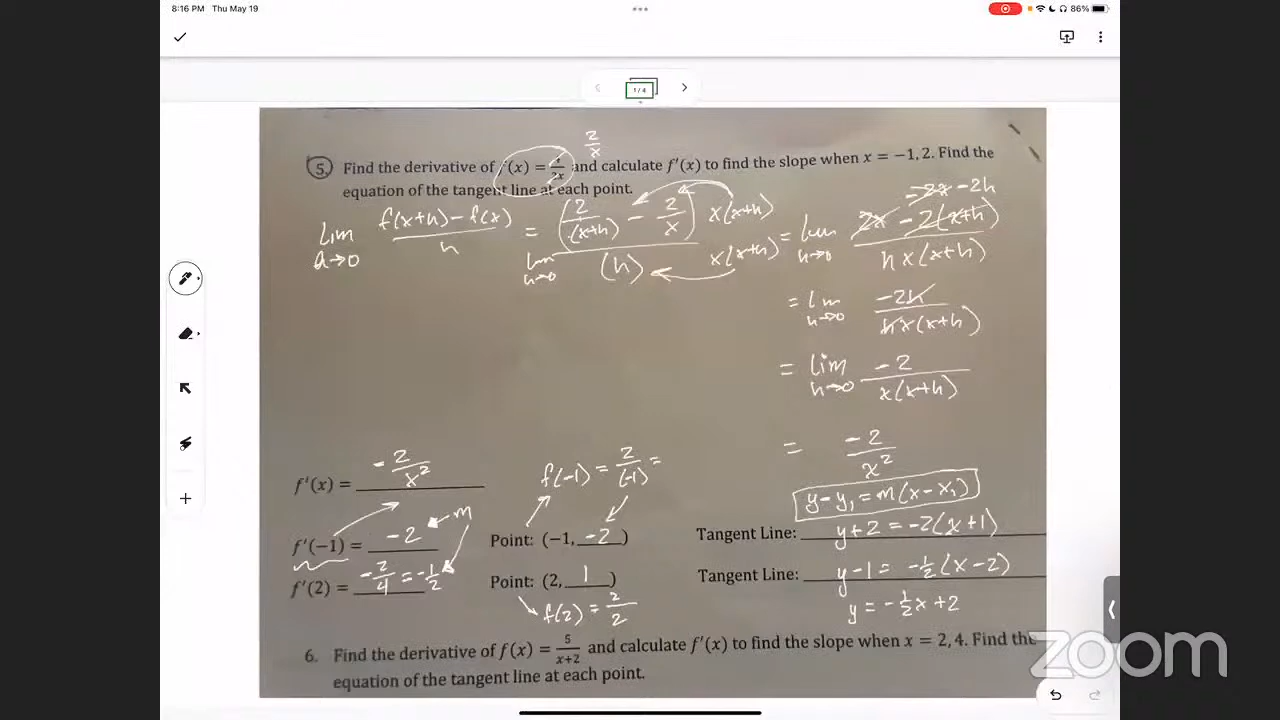 8:16 PM Thu May 19
86%
1/4
2/x
5. Find the derivative of f(x) = and calculate f′(x) to find the slope when x = −1, 2. Find the
equation of the tangent line at each point.
lim h→0 f(x+h)−f(x)/h = lim h→0 (2/(x+h) − 2/x) x(x+h) / (h) x(x+h) = lim h→0 2x −2(x+h) / hx(x+h)
−2x −2h
= lim h→0 −2h / hx(x+h)
= lim h→0 −2 / x(x+h)
= −2/x²
f′(x) = −2/x²
f(−1) = 2/(−1) =
y−y₁ = m(x−x₁)
f′(−1) = −2 ← m
Point: (−1, −2)
Tangent Line: y+2 = −2(x+1)
f′(2) = −2/4 = −1/2
Point: (2, 1)
Tangent Line: y−1 = −1/2(x−2)
f(2) = 2/2
y = −1/2x+2
6. Find the derivative of f(x) = 5/x+2 and calculate f′(x) to find the slope when x = 2, 4. Find the
equation of the tangent line at each point.
zoom